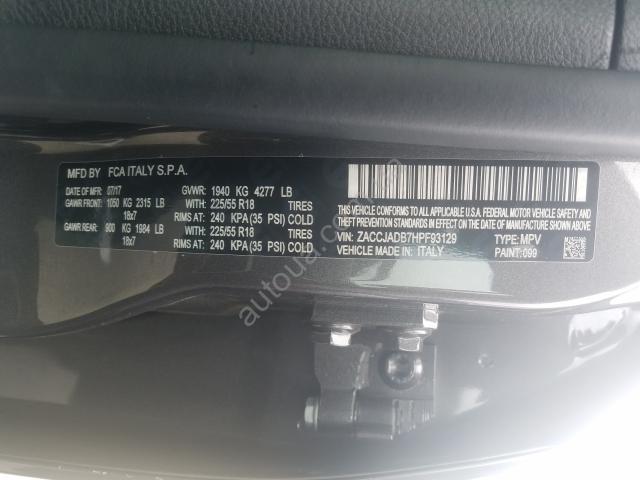 MFD BY FCA ITALY S.P.A.
MFR: 07/17 GVWR: 1940 KG 4277 LB
GAWR FRONT: 1050 KG 2315 LB WITH: 225/55 R18 TIRES
18x7 RIMS AT: 240 KPA (35 PSI) COLD
GAWR REAR: 900 KG 1984 LB WITH: 225/55 R18 TIRES
18x7 RIMS AT: 240 KPA (35 PSI) COLD
THIS VEHICLE CONFORMS TO ALL APPLICABLE U.S.A. FEDERAL MOTOR VEHICLE
SAFETY, BUMPER, AND THEFT PREVENTION STANDARDS IN EFFECT ON THE DATE
OF MANUFACTURE SHOWN ABOVE.
VIN: ZACCJADB7HPF93129 TYPE: MPV
VEHICLE MADE IN: ITALY PAINT: 099